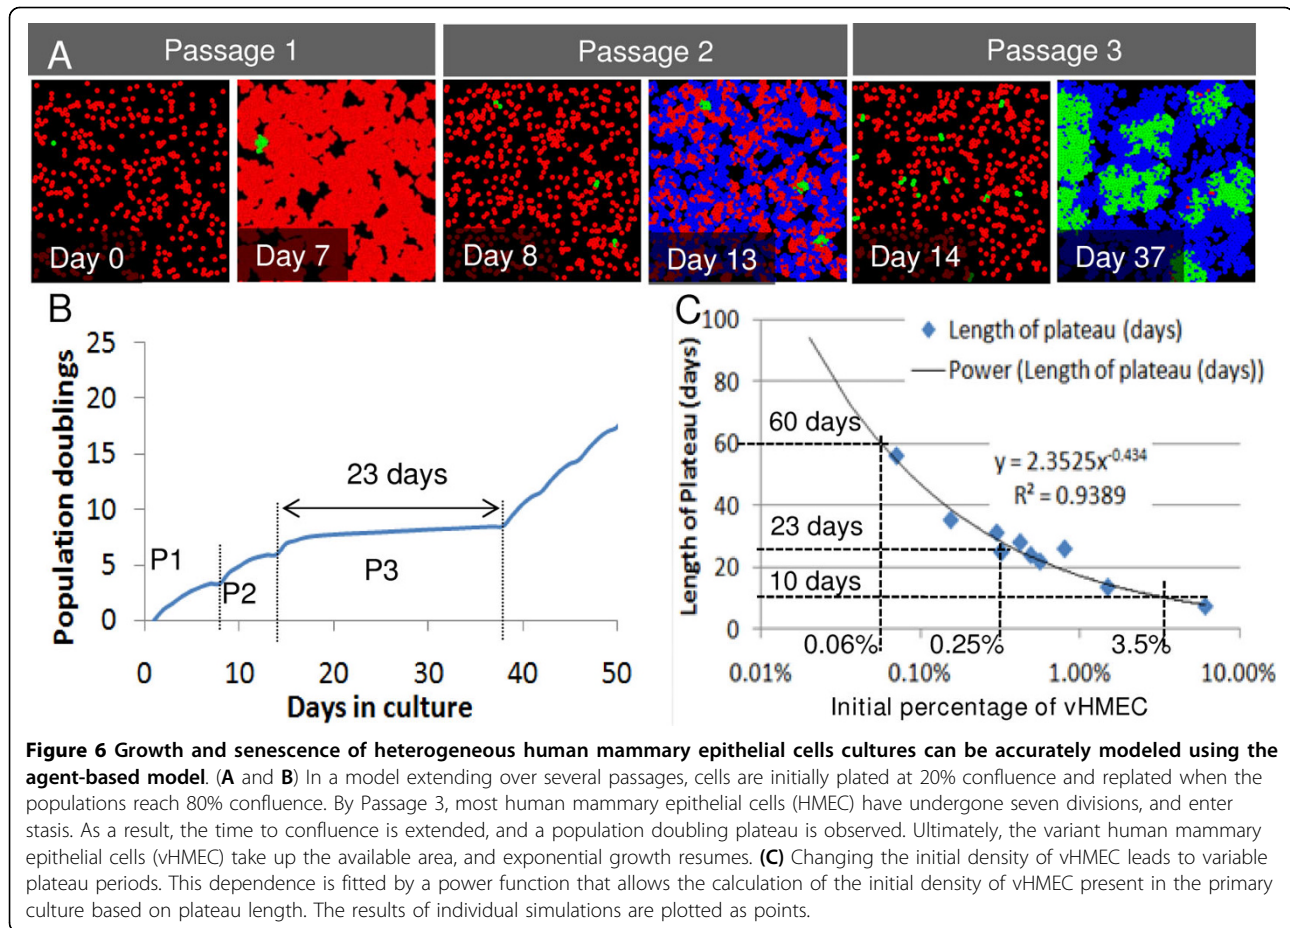 A
Passage 1
Passage 2
Passage 3
Day 0
Day 7
Day 8
Day 13
Day 14
Day 37
B
Population doublings
25
20
15
10
5
0
23 days
P1
P2
P3
0 10 20 30 40 50
Days in culture
C
Length of Plateau (days)
100
80
60
40
20
0
Length of plateau (days)
Power (Length of plateau (days))
60 days
23 days
10 days
y = 2.3525x^-0.434
R² = 0.9389
0.06% 0.25% 3.5%
0.01% 0.10% 1.00% 10.00%
Initial percentage of vHMEC
Figure 6 Growth and senescence of heterogeneous human mammary epithelial cells cultures can be accurately modeled using the
agent-based model. (A and B) In a model extending over several passages, cells are initially plated at 20% confluence and replated when the
populations reach 80% confluence. By Passage 3, most human mammary epithelial cells (HMEC) have undergone seven divisions, and enter
stasis. As a result, the time to confluence is extended, and a population doubling plateau is observed. Ultimately, the variant human mammary
epithelial cells (vHMEC) take up the available area, and exponential growth resumes. (C) Changing the initial density of vHMEC leads to variable
plateau periods. This dependence is fitted by a power function that allows the calculation of the initial density of vHMEC present in the primary
culture based on plateau length. The results of individual simulations are plotted as points.